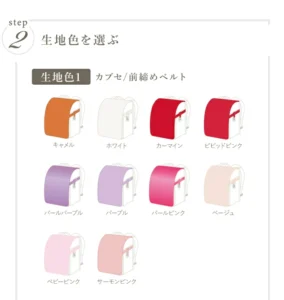 step
2 生地色を選ぶ
生地色1 カブセ/前締めベルト
キャメル ホワイト カーマイン ビビッドピンク
パールパープル パープル パールピンク ベージュ
ベビーピンク サーモンピンク